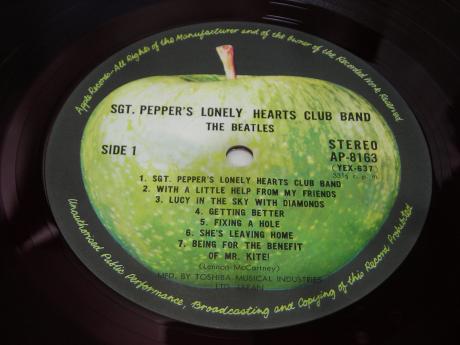 Apple Records-All Rights of the Manufacturer and of the Owner of the Recorded Work Reserved
SGT. PEPPER'S LONELY HEARTS CLUB BAND
THE BEATLES
SIDE 1
STEREO
AP-8163
(YEX-637)
33⅓ r. p. m.
1. SGT. PEPPER'S LONELY HEARTS CLUB BAND
2. WITH A LITTLE HELP FROM MY FRIENDS
3. LUCY IN THE SKY WITH DIAMONDS
4. GETTING BETTER
5. FIXING A HOLE
6. SHE'S LEAVING HOME
7. BEING FOR THE BENEFIT
OF MR. KITE!
(Lennon-McCartney)
MFD. BY TOSHIBA MUSICAL INDUSTRIES
LTD. JAPAN
Unauthorised Public Performance, Broadcasting and Copying of this Record Prohibited